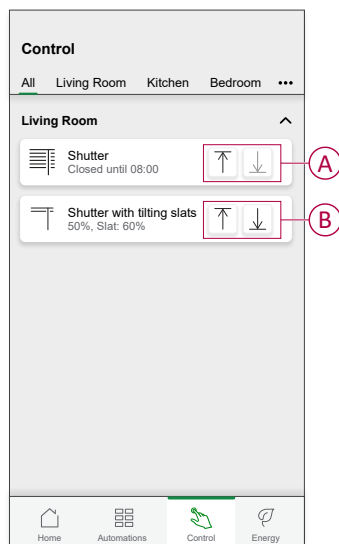 Control
All Living Room Kitchen Bedroom •••
Living Room
Shutter
Closed until 08:00
A
Shutter with tilting slats
50%, Slat: 60%
B
Home Automations Control Energy